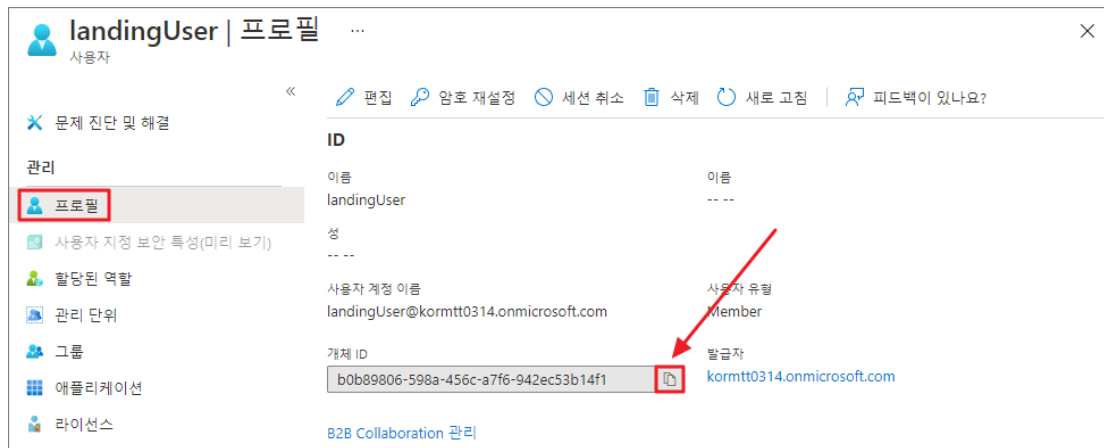 landingUser | 프로필 ...
사용자
«
문제 진단 및 해결
관리
프로필
사용자 지정 보안 특성(미리 보기)
할당된 역할
관리 단위
그룹
애플리케이션
라이선스
편집 암호 재설정 세션 취소 삭제 새로 고침 피드백이 있나요?
ID
이름 이름
landingUser -- --
성
-- --
사용자 계정 이름 사용자 유형
landingUser@kormtt0314.onmicrosoft.com Member
개체 ID 발급자
b0b89806-598a-456c-a7f6-942ec53b14f1 kormtt0314.onmicrosoft.com
B2B Collaboration 관리